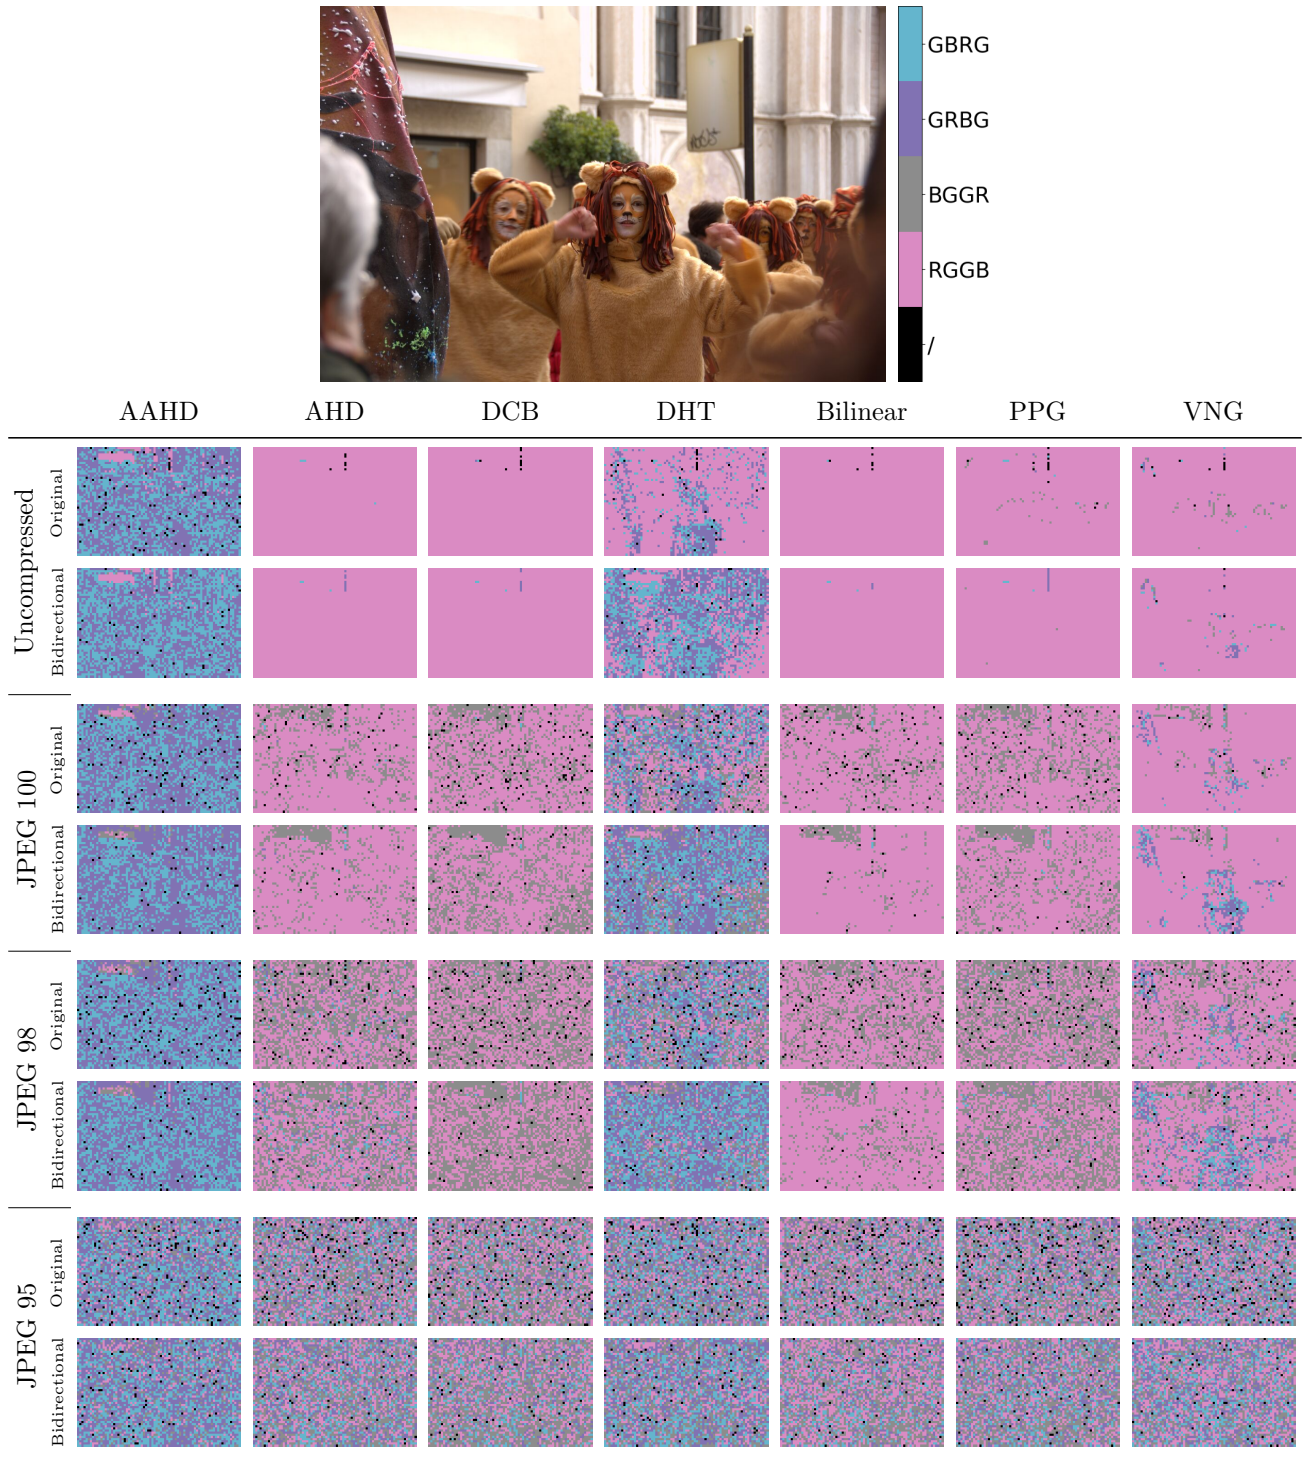 GBRG
GRBG
BGGR
RGGB
/
AAHD AHD DCB DHT Bilinear PPG VNG
Uncompressed
Original
Bidirectional
JPEG 100
Original
Bidirectional
JPEG 98
Original
Bidirectional
JPEG 95
Original
Bidirectional